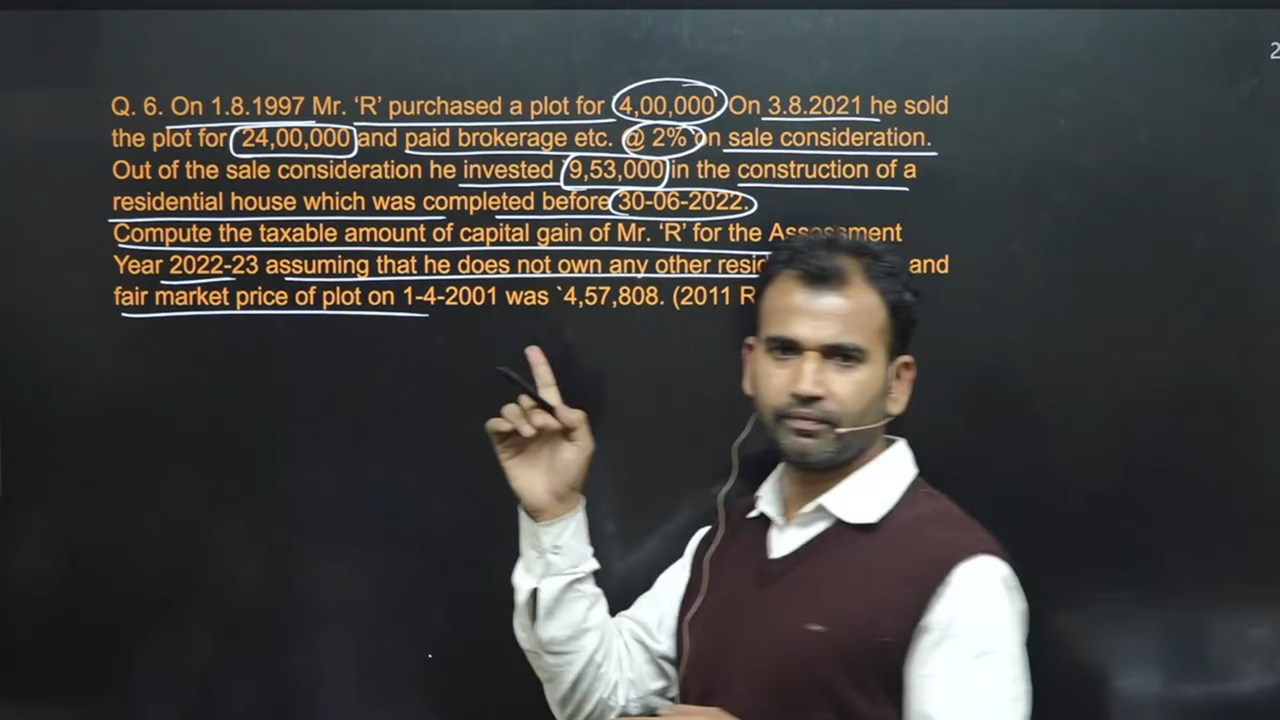 Q. 6. On 1.8.1997 Mr. ‘R’ purchased a plot for 4,00,000 On 3.8.2021 he sold
the plot for 24,00,000 and paid brokerage etc. @ 2% on sale consideration.
Out of the sale consideration he invested `9,53,000 in the construction of a
residential house which was completed before 30-06-2022.
Compute the taxable amount of capital gain of Mr. ‘R’ for the Assessment
Year 2022-23 assuming that he does not own any other and
fair market price of plot on 1-4-2001 was `4,57,808. (2011
2